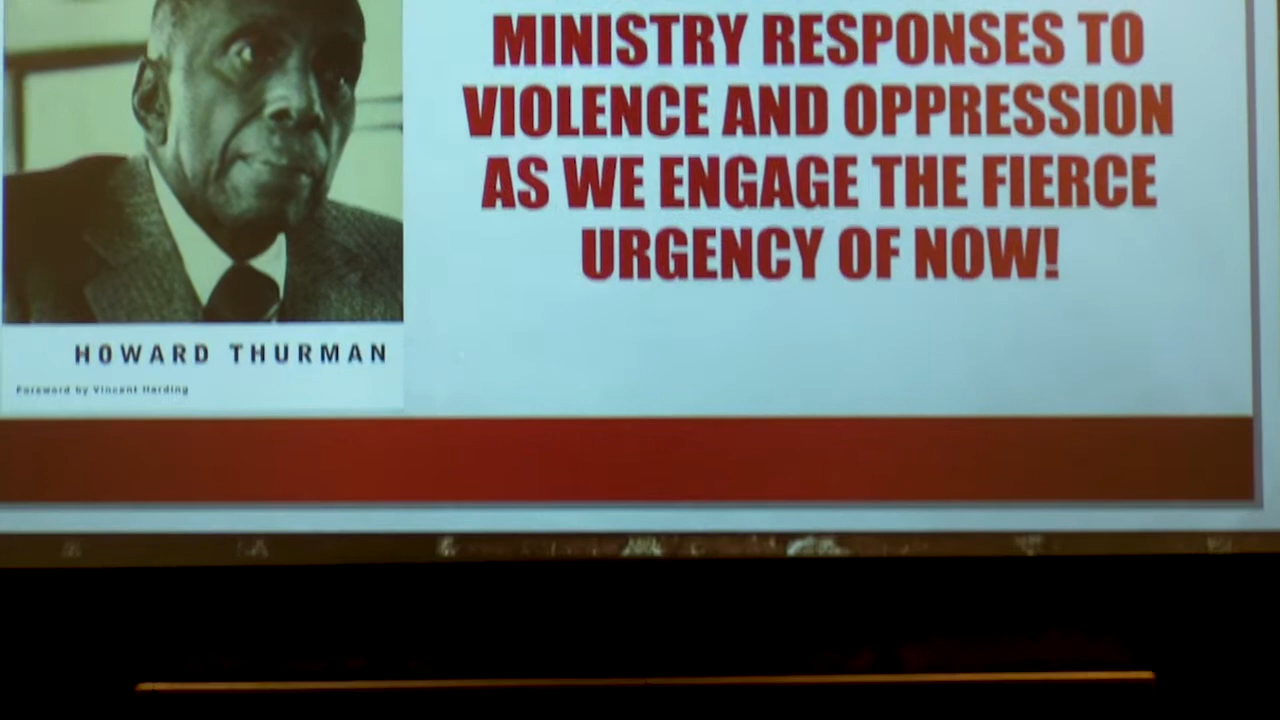 MINISTRY RESPONSES TO
VIOLENCE AND OPPRESSION
AS WE ENGAGE THE FIERCE
URGENCY OF NOW!
HOWARD THURMAN
Foreword by Vincent Harding